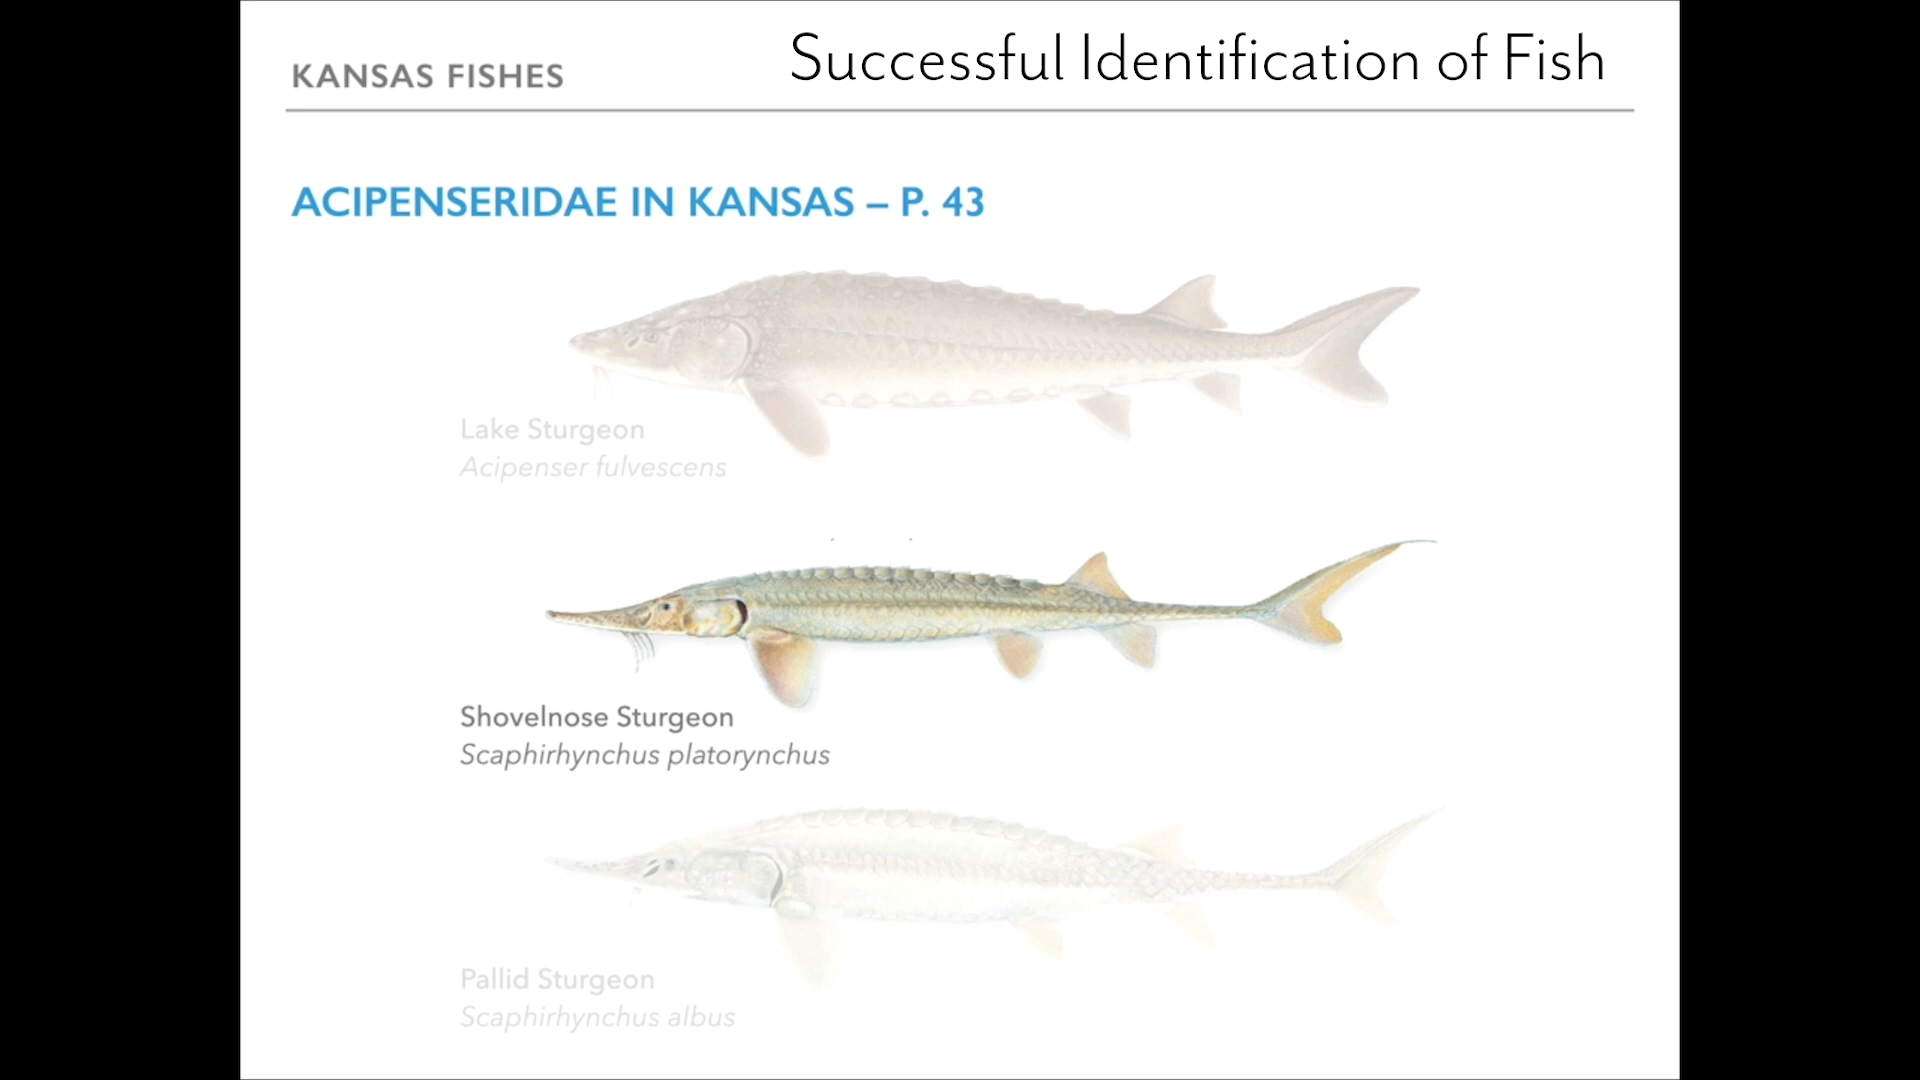 KANSAS FISHES
Successful Identification of Fish
ACIPENSERIDAE IN KANSAS – P. 43
Lake Sturgeon
Acipenser fulvescens
Shovelnose Sturgeon
Scaphirhynchus platorynchus
Pallid Sturgeon
Scaphirhynchus albus